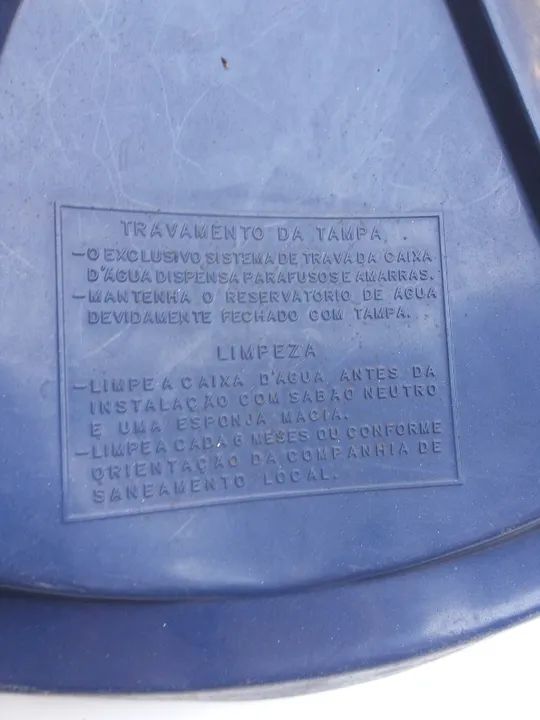 TRAVAMENTO DA TAMPA
-O EXCLUSIVO SISTEMA DE TRAVA DA CAIXA
D'ÁGUA DISPENSA PARAFUSOS E AMARRAS.
-MANTENHA O RESERVATÓRIO DE ÁGUA
DEVIDAMENTE FECHADO COM TAMPA.
LIMPEZA
-LIMPE A CAIXA D'ÁGUA ANTES DA
INSTALAÇÃO COM SABÃO NEUTRO
E UMA ESPONJA MACIA.
-LIMPE A CADA 6 MESES OU CONFORME
ORIENTAÇÃO DA COMPANHIA DE
SANEAMENTO LOCAL.